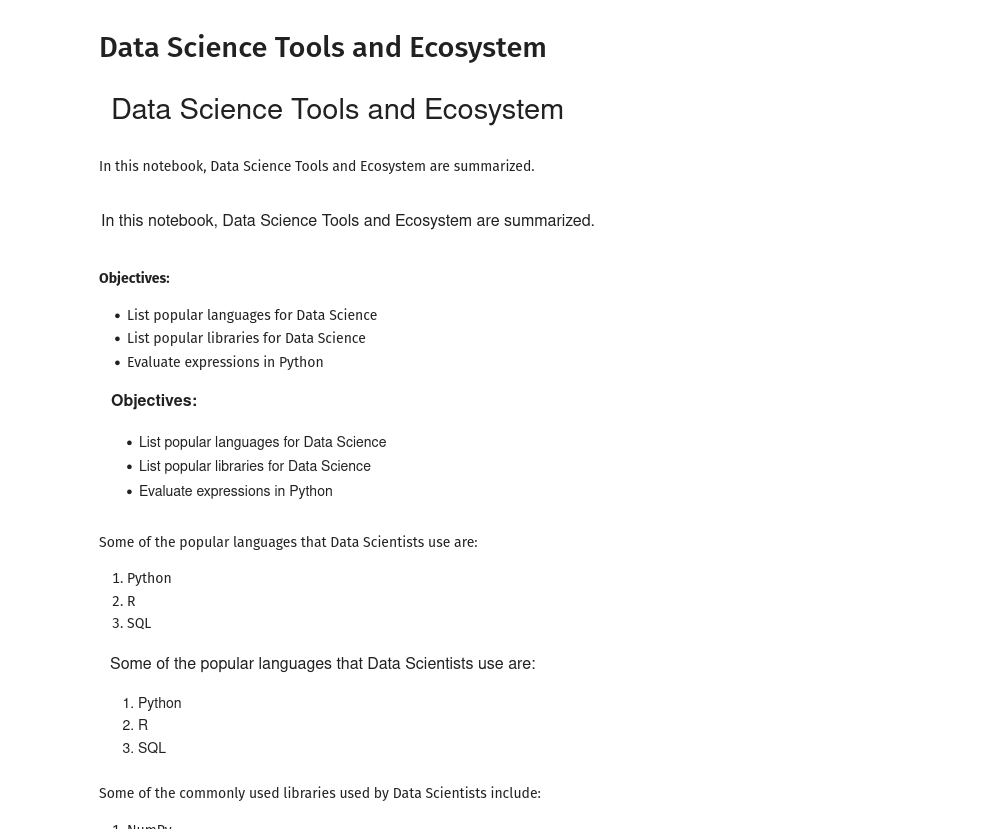 Data Science Tools and Ecosystem
Data Science Tools and Ecosystem
In this notebook, Data Science Tools and Ecosystem are summarized.
In this notebook, Data Science Tools and Ecosystem are summarized.
Objectives:
• List popular languages for Data Science
• List popular libraries for Data Science
• Evaluate expressions in Python
Objectives:
• List popular languages for Data Science
• List popular libraries for Data Science
• Evaluate expressions in Python
Some of the popular languages that Data Scientists use are:
1. Python
2. R
3. SQL
Some of the popular languages that Data Scientists use are:
1. Python
2. R
3. SQL
Some of the commonly used libraries used by Data Scientists include:
1. NumPy